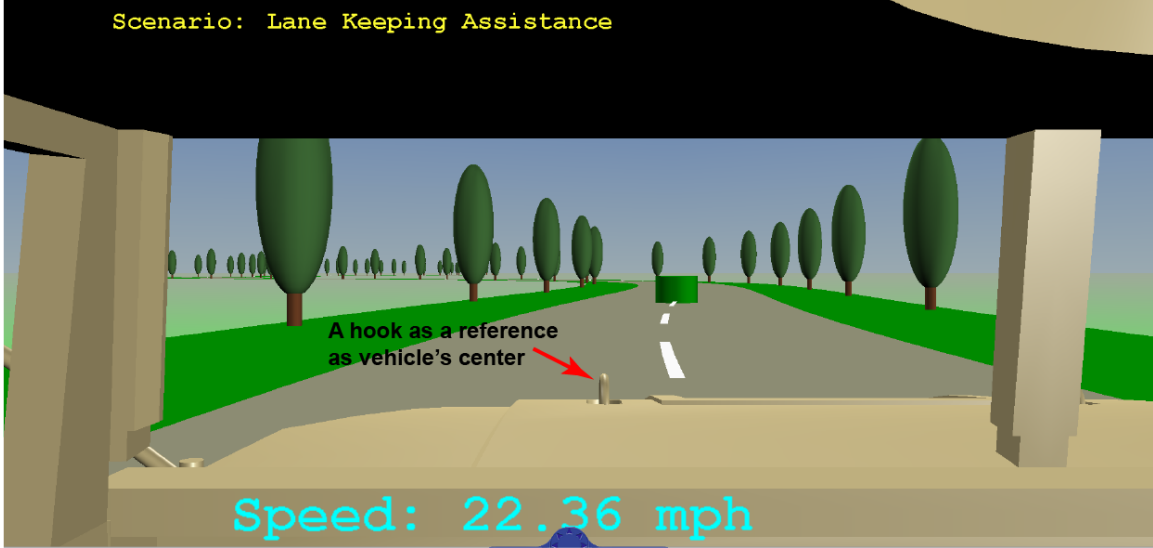 Scenario: Lane Keeping Assistance
A hook as a reference
as vehicle's center
Speed: 22.36 mph